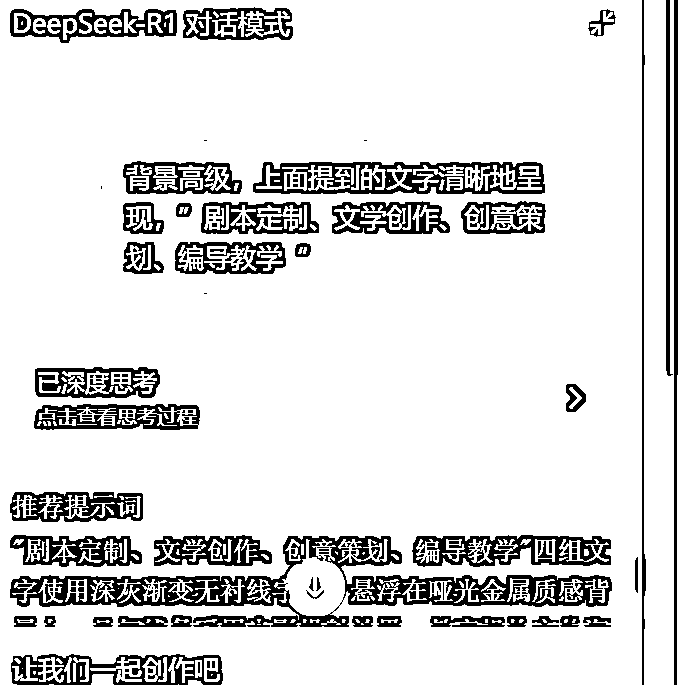 DeepSeek-R1 对话模式
背景高级，上面提到的文字清晰地呈
现，＂ 剧本定制、文学创作、创意策
划、编导教学 ＂
已深度思考
点击查看思考过程
推荐提示词
"剧本定制、文学创作、创意策划、编导教学"四组文
字使用深灰渐变无衬线字 悬浮在哑光金属质感背
让我们一起创作吧